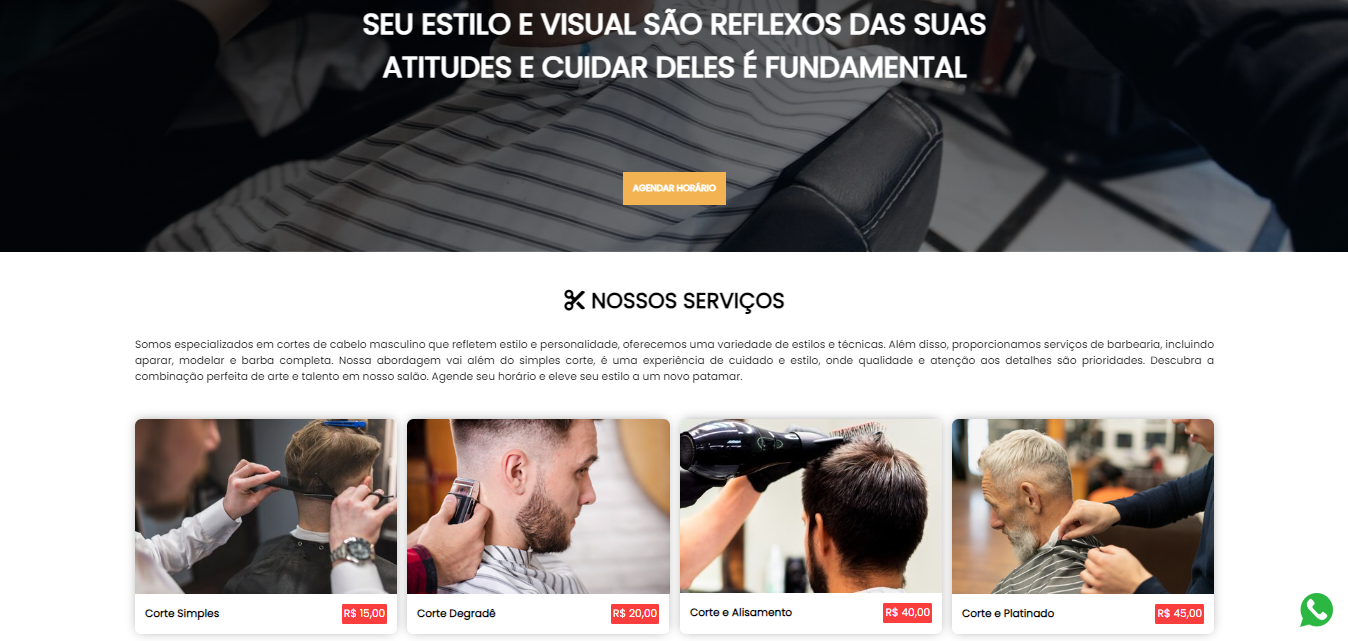 SEU ESTILO E VISUAL SÃO REFLEXOS DAS SUAS
ATITUDES E CUIDAR DELES É FUNDAMENTAL
AGENDAR HORÁRIO
NOSSOS SERVIÇOS
Somos especializados em cortes de cabelo masculino que refletem estilo e personalidade, oferecemos uma variedade de estilos e técnicas. Além disso, proporcionamos serviços de barbearia, incluindo
aparar, modelar e barba completa. Nossa abordagem vai além do simples corte, é uma experiência de cuidado e estilo, onde qualidade e atenção aos detalhes são prioridades. Descubra a
combinação perfeita de arte e talento em nosso salão. Agende seu horário e eleve seu estilo a um novo patamar.
Corte Simples R$ 15,00
Corte Degradê R$ 20,00
Corte e Alisamento R$ 40,00
Corte e Platinado R$ 45,00